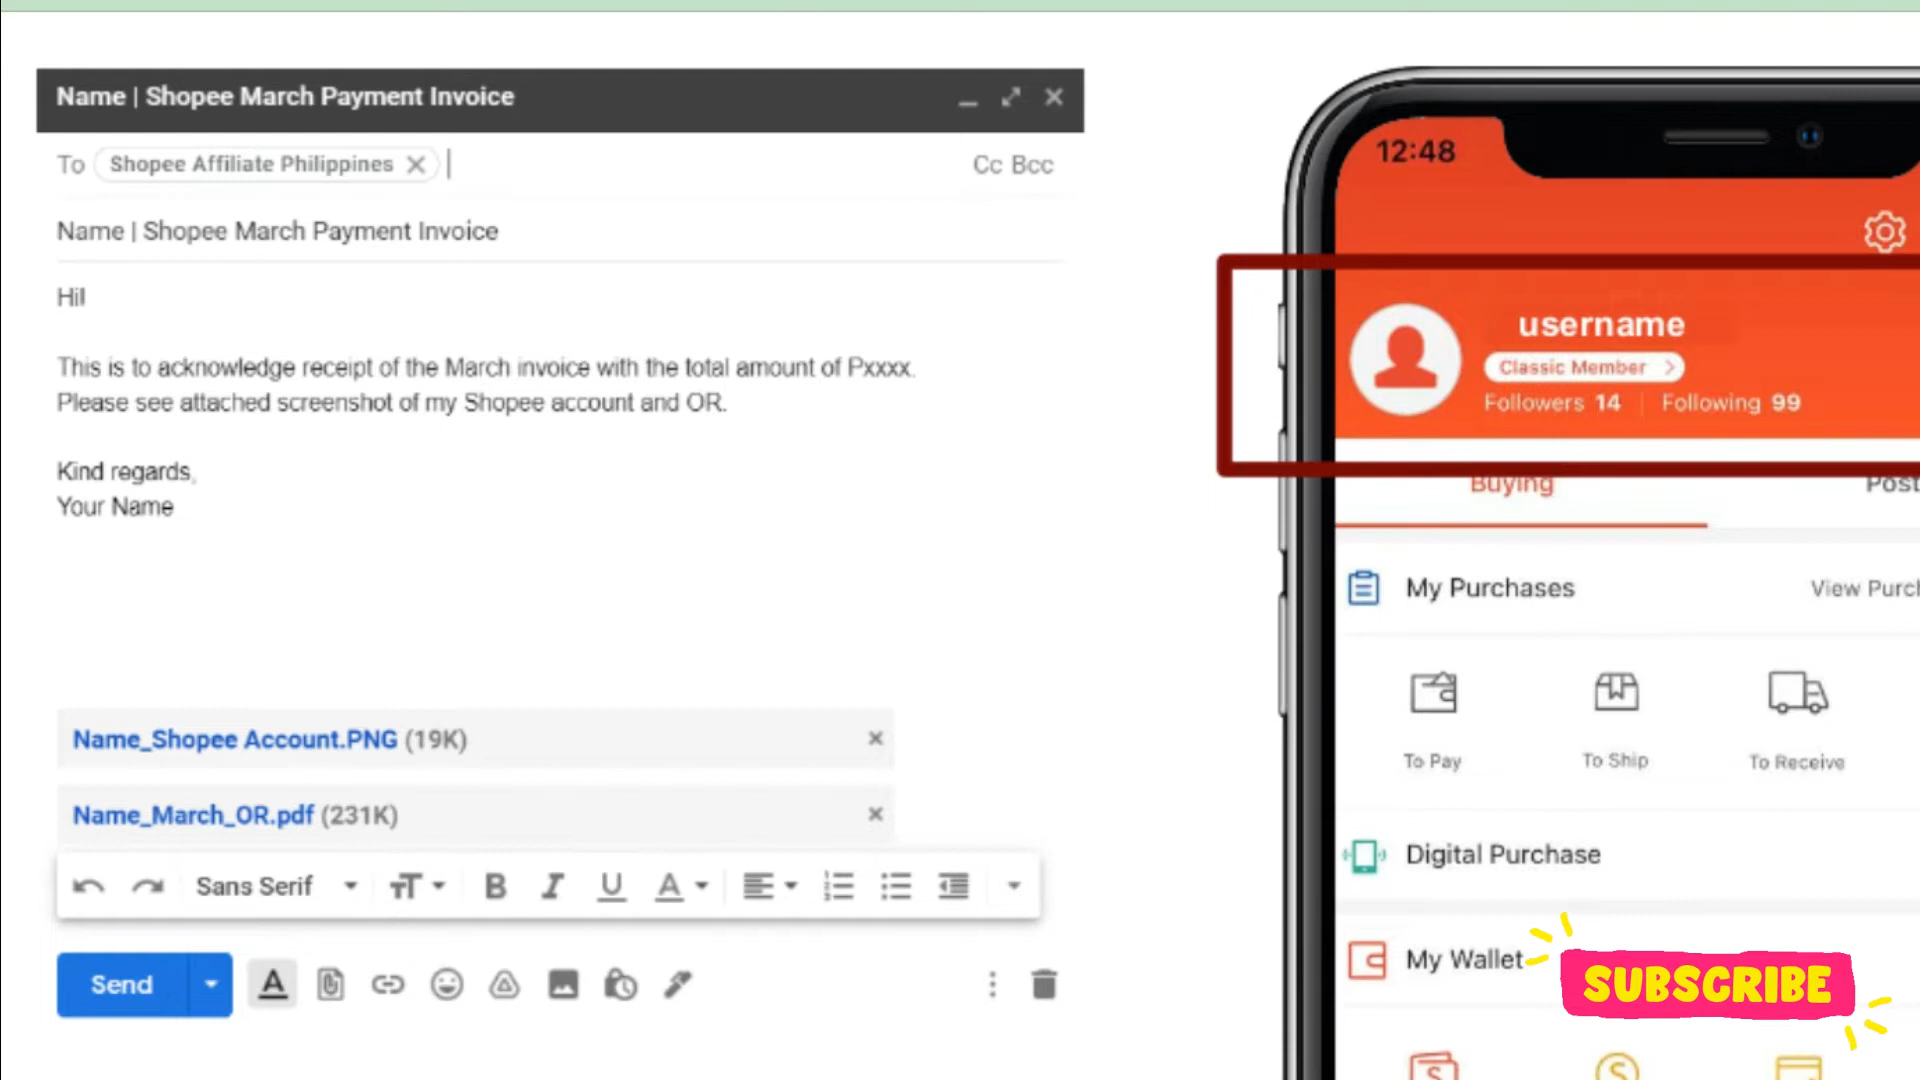 Name | Shopee March Payment Invoice
To Shopee Affiliate Philippines Cc Bcc
Name | Shopee March Payment Invoice
Hi!
This is to acknowledge receipt of the March invoice with the total amount of Pxxxx.
Please see attached screenshot of my Shopee account and OR.
Kind regards,
Your Name
Name_Shopee Account.PNG (19K)
Name_March_OR.pdf (231K)
Sans Serif
Send
12:48
username
Classic Member >
Followers 14 | Following 99
Buying
Post
My Purchases
View Purch
To Pay
To Ship
To Receive
Digital Purchase
My Wallet
SUBSCRIBE